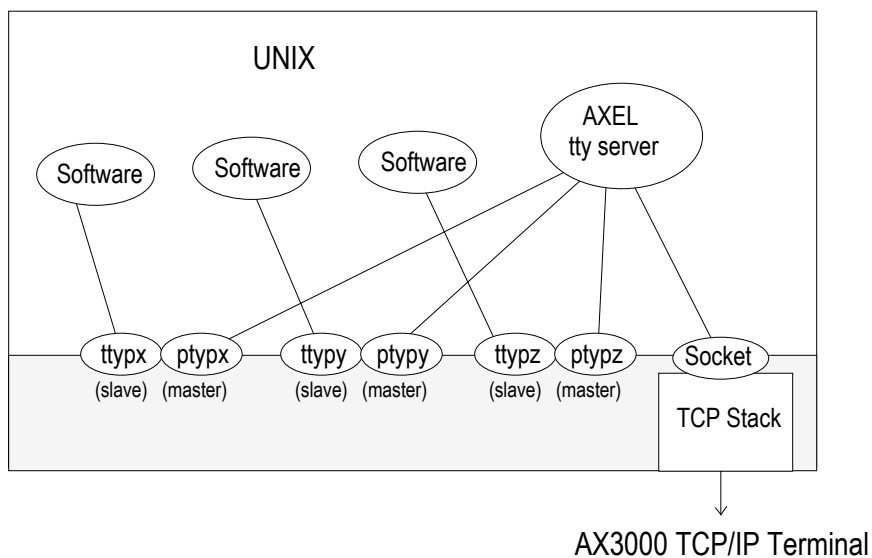 UNIX
AXEL
tty server
Software
Software
Software
ttypx ptypx ttypy ptypy ttypz ptypz Socket
(slave) (master) (slave) (master) (slave) (master)
TCP Stack
AX3000 TCP/IP Terminal